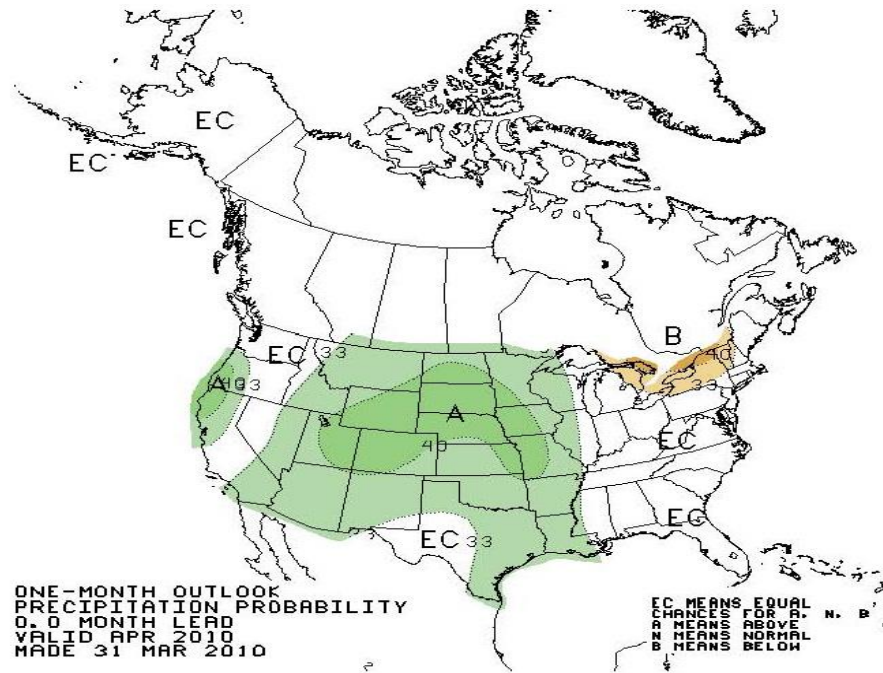 EC
EC
EC
EC
33
B
40
33
A
40
33
A
40
EC
EC
EC
33
ONE-MONTH OUTLOOK
PRECIPITATION PROBABILITY
0.0 MONTH LEAD
VALID APR 2010
MADE 31 MAR 2010
EC MEANS EQUAL
CHANCES FOR A, N, B
A MEANS ABOVE
N MEANS NORMAL
B MEANS BELOW